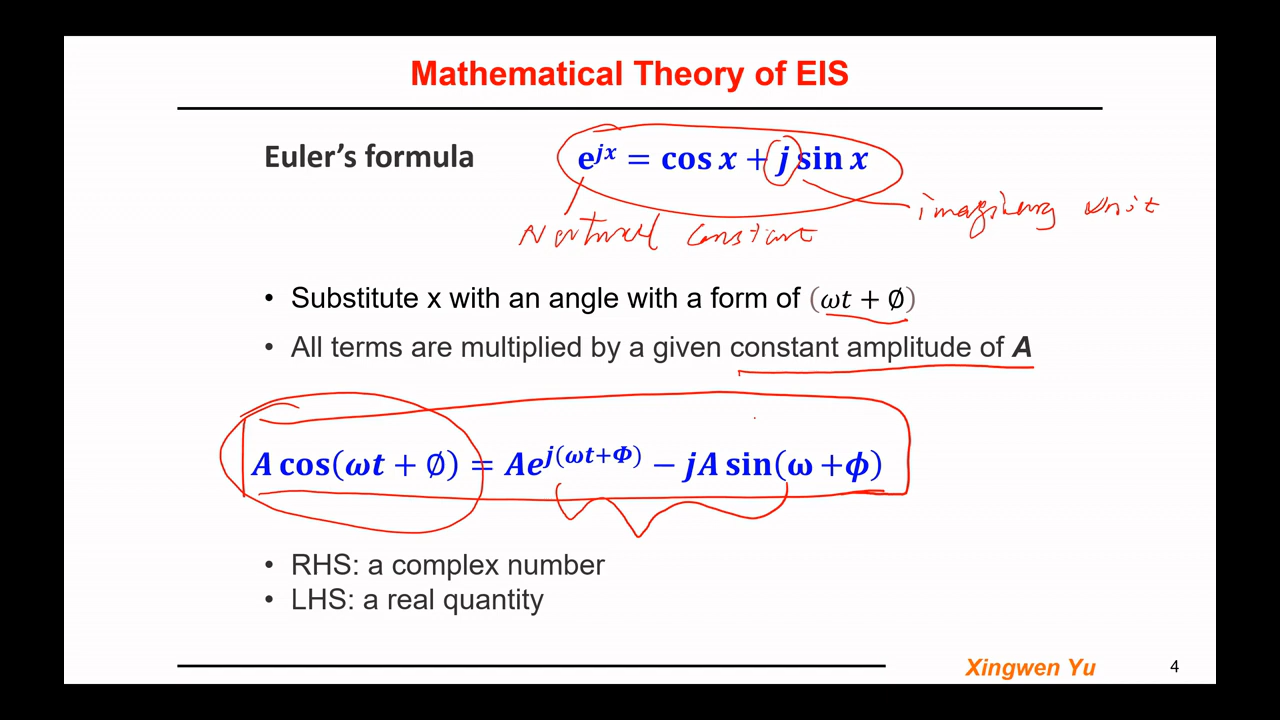 Mathematical Theory of EIS
Euler's formula e^{jx} = cos x + j sin x
imaginary unit
Natural constant
• Substitute x with an angle with a form of (ωt + ∅)
• All terms are multiplied by a given constant amplitude of A
A cos(ωt + ∅) = Ae^{j(ωt+Φ)} − jA sin(ω +ϕ)
• RHS: a complex number
• LHS: a real quantity
Xingwen Yu 4